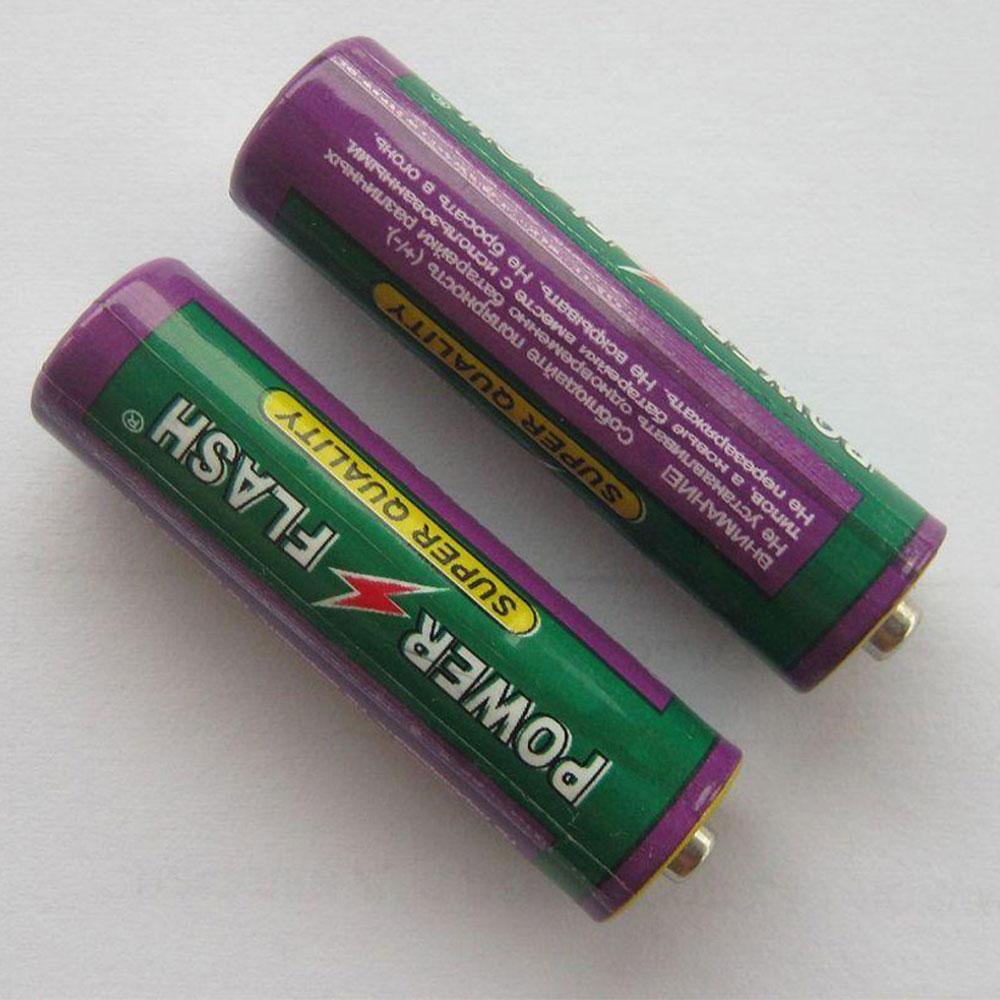 POWER FLASH ®
SUPER QUALITY
ВНИМАНИЕ! Соблюдайте полярность (+/-).
Не устанавливать одновременно батарейки различных
типов, а новые батарейки вместе с использованными.
Не перезаряжать. Не вскрывать. Не бросать в огонь.
SUPER QUALITY